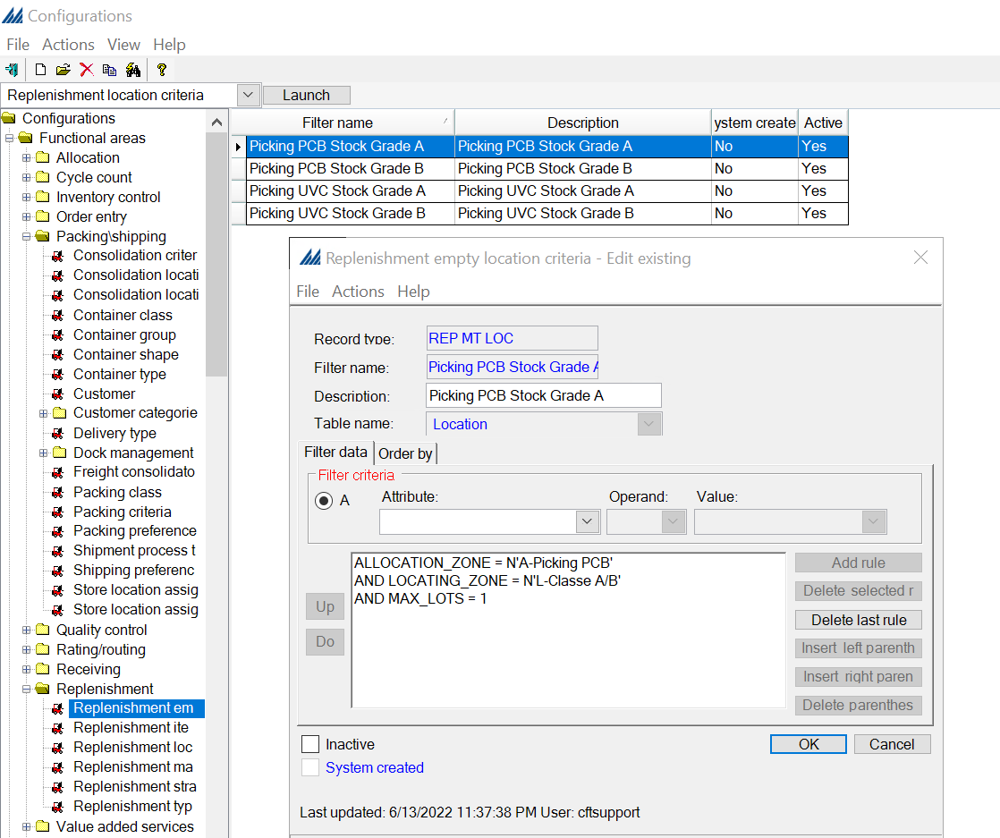 Configurations
File Actions View Help
Replenishment location criteria Launch
Configurations
Functional areas
Allocation
Cycle count
Inventory control
Order entry
Packing\shipping
Consolidation criter
Consolidation locati
Consolidation locati
Container class
Container group
Container shape
Container type
Customer
Customer categorie
Delivery type
Dock management
Freight consolidato
Packing class
Packing criteria
Packing preference
Shipment process t
Shipping preferenc
Store location assig
Store location assig
Quality control
Rating/routing
Receiving
Replenishment
Replenishment em
Replenishment ite
Replenishment loc
Replenishment ma
Replenishment stra
Replenishment typ
Value added services
Filter name Description ystem create Active
Picking PCB Stock Grade A Picking PCB Stock Grade A No Yes
Picking PCB Stock Grade B Picking PCB Stock Grade B No Yes
Picking UVC Stock Grade A Picking UVC Stock Grade A No Yes
Picking UVC Stock Grade B Picking UVC Stock Grade B No Yes
Replenishment empty location criteria - Edit existing
File Actions Help
Record type: REP MT LOC
Filter name: Picking PCB Stock Grade A
Description: Picking PCB Stock Grade A
Table name: Location
Filter data Order by
Filter criteria
A Attribute: Operand: Value:
ALLOCATION_ZONE = N'A-Picking PCB'
AND LOCATING_ZONE = N'L-Classe A/B'
AND MAX_LOTS = 1
Up
Do
Add rule
Delete selected r
Delete last rule
Insert left parenth
Insert right paren
Delete parenthes
Inactive
System created
OK Cancel
Last updated: 6/13/2022 11:37:38 PM User: cftsupport